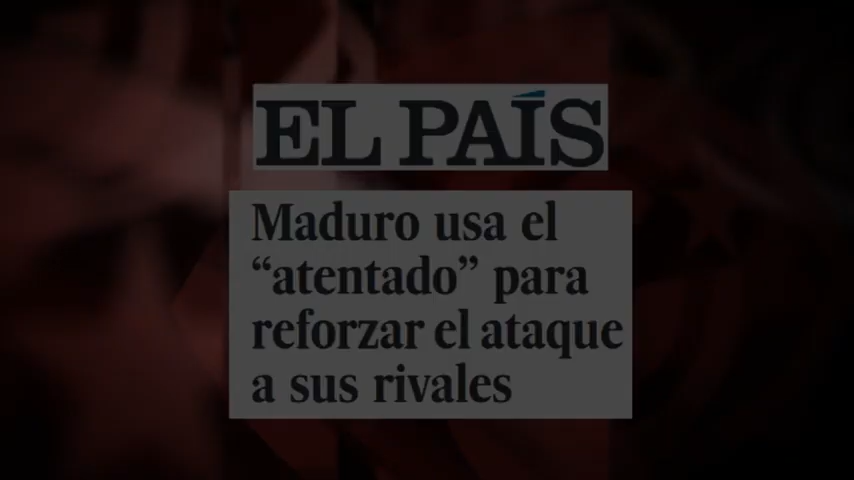 EL PAÍS
Maduro usa el
“atentado” para
reforzar el ataque
a sus rivales